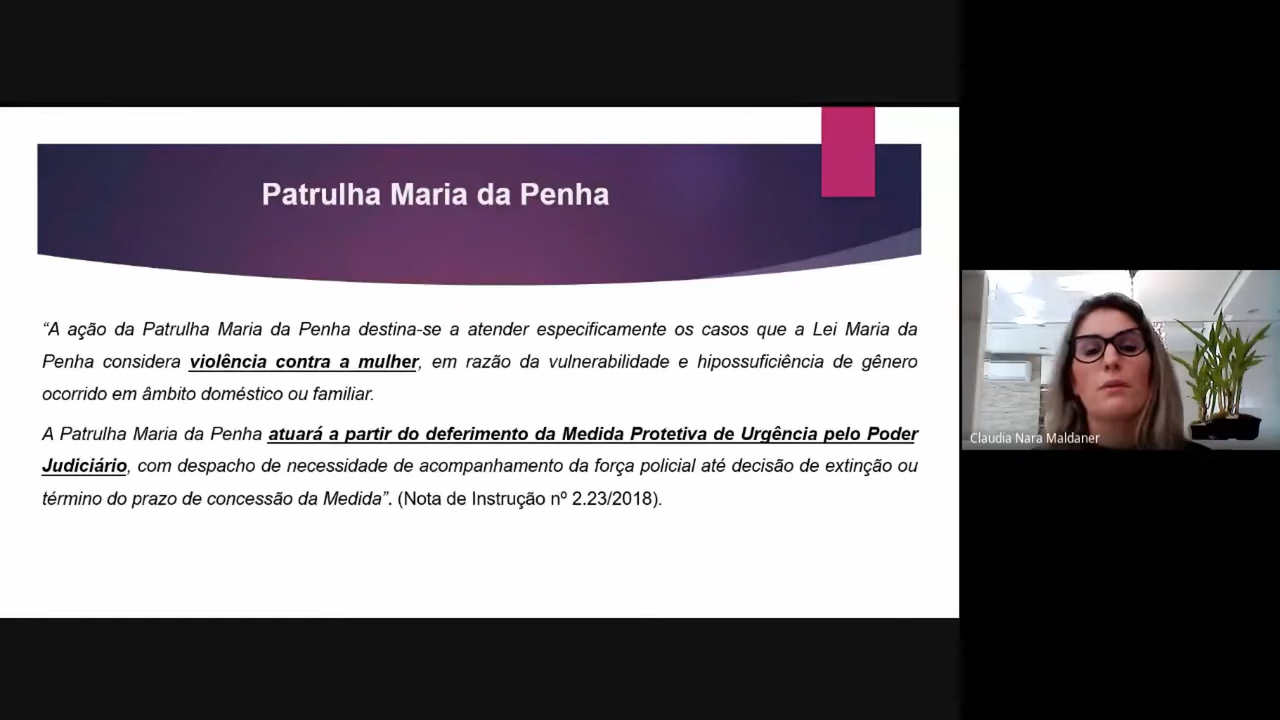 Patrulha Maria da Penha
“A ação da Patrulha Maria da Penha destina-se a atender especificamente os casos que a Lei Maria da
Penha considera violência contra a mulher, em razão da vulnerabilidade e hipossuficiência de gênero
ocorrido em âmbito doméstico ou familiar.
A Patrulha Maria da Penha atuará a partir do deferimento da Medida Protetiva de Urgência pelo Poder
Judiciário, com despacho de necessidade de acompanhamento da força policial até decisão de extinção ou
término do prazo de concessão da Medida”. (Nota de Instrução nº 2.23/2018).
Claudia Nara Maldaner